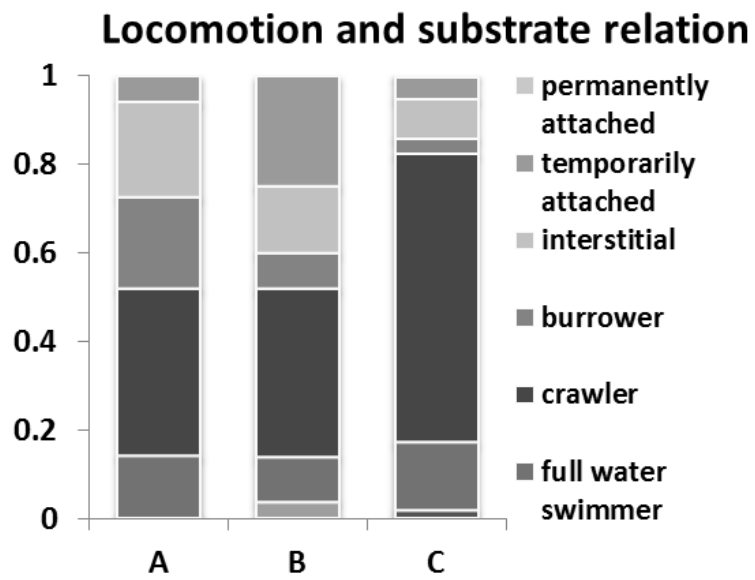 Locomotion and substrate relation
1
0.8
0.6
0.4
0.2
0
A
B
C
permanently
attached
temporarily
attached
interstitial
burrower
crawler
full water
swimmer